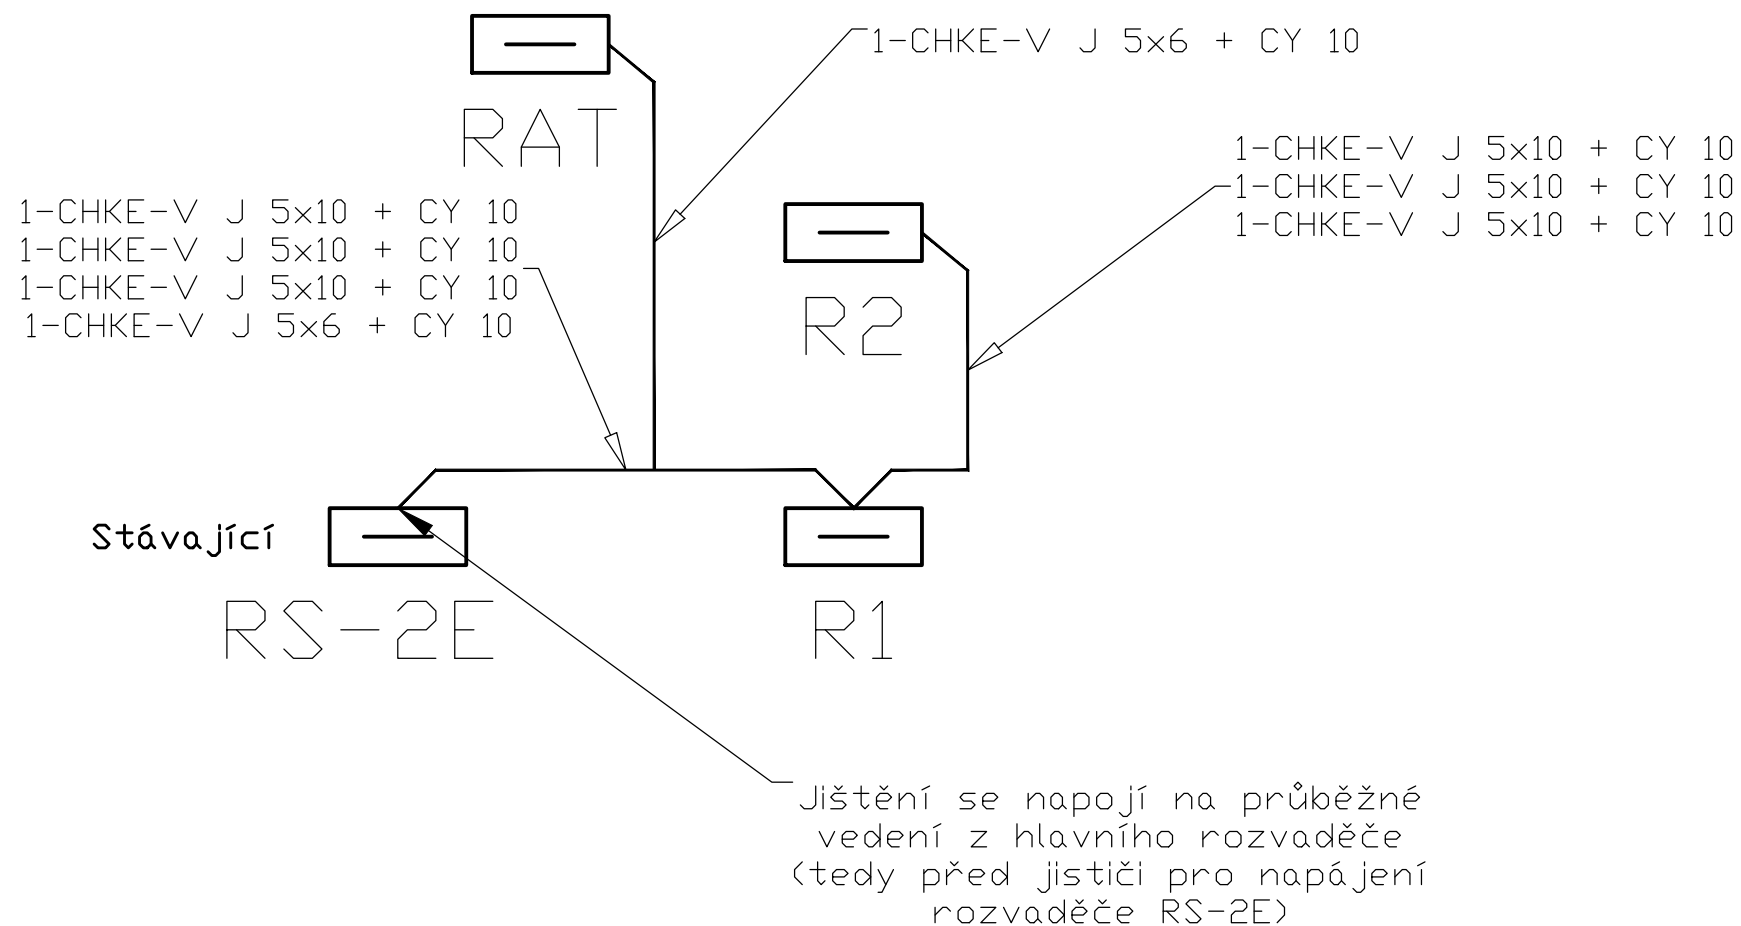 1-CHKE-V J 5x6 + CY 10
RAT
1-CHKE-V J 5x10 + CY 10
1-CHKE-V J 5x10 + CY 10
1-CHKE-V J 5x10 + CY 10
1-CHKE-V J 5x10 + CY 10
1-CHKE-V J 5x10 + CY 10
1-CHKE-V J 5x10 + CY 10
1-CHKE-V J 5x6 + CY 10
R2
Stávající
RS-2E
R1
Jištění se napojí na průběžné
vedení z hlavního rozvaděče
(tedy před jističi pro napájení
rozvaděče RS-2E)